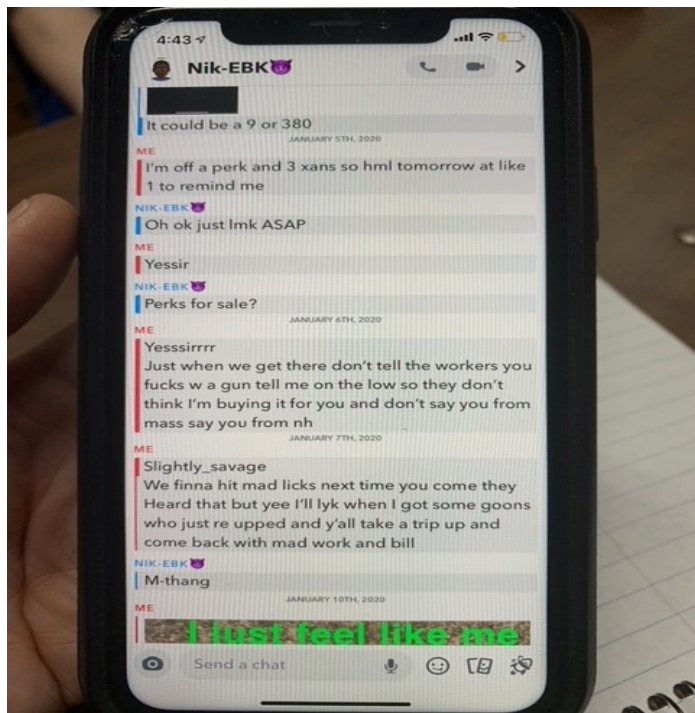 4:43
Nik-EBK😈
It could be a 9 or 380
JANUARY 5TH, 2020
ME
I'm off a perk and 3 xans so hml tomorrow at like
1 to remind me
NIK-EBK😈
Oh ok just lmk ASAP
ME
Yessir
NIK-EBK😈
Perks for sale?
JANUARY 6TH, 2020
ME
Yesssirrrr
Just when we get there don't tell the workers you
fucks w a gun tell me on the low so they don't
think I'm buying it for you and don't say you from
mass say you from nh
JANUARY 7TH, 2020
ME
Slightly_savage
We finna hit mad licks next time you come they
Heard that but yee I'll lyk when I got some goons
who just re upped and y'all take a trip up and
come back with mad work and bill
NIK-EBK😈
M-thang
JANUARY 10TH, 2020
ME
I just feel like me
Send a chat